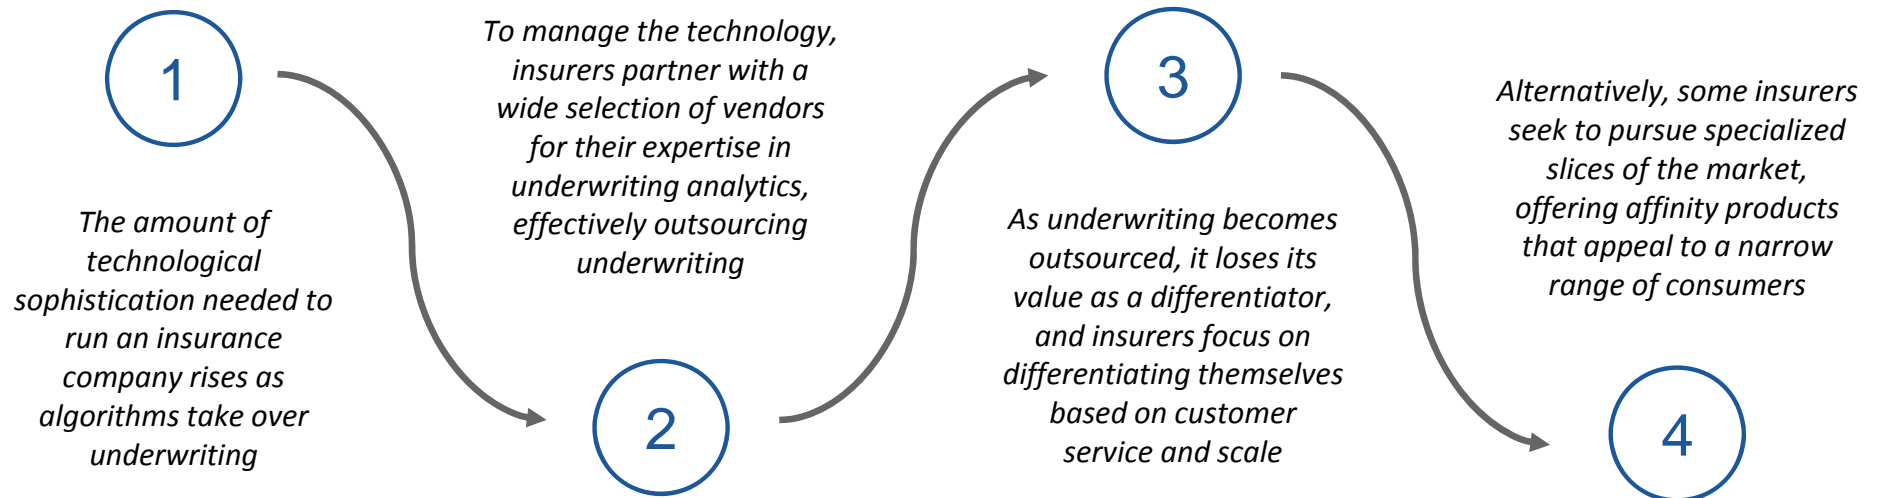 1
The amount of
technological
sophistication needed to
run an insurance
company rises as
algorithms take over
underwriting
To manage the technology,
insurers partner with a
wide selection of vendors
for their expertise in
underwriting analytics,
effectively outsourcing
underwriting
2
3
As underwriting becomes
outsourced, it loses its
value as a differentiator,
and insurers focus on
differentiating themselves
based on customer
service and scale
Alternatively, some insurers
seek to pursue specialized
slices of the market,
offering affinity products
that appeal to a narrow
range of consumers
4